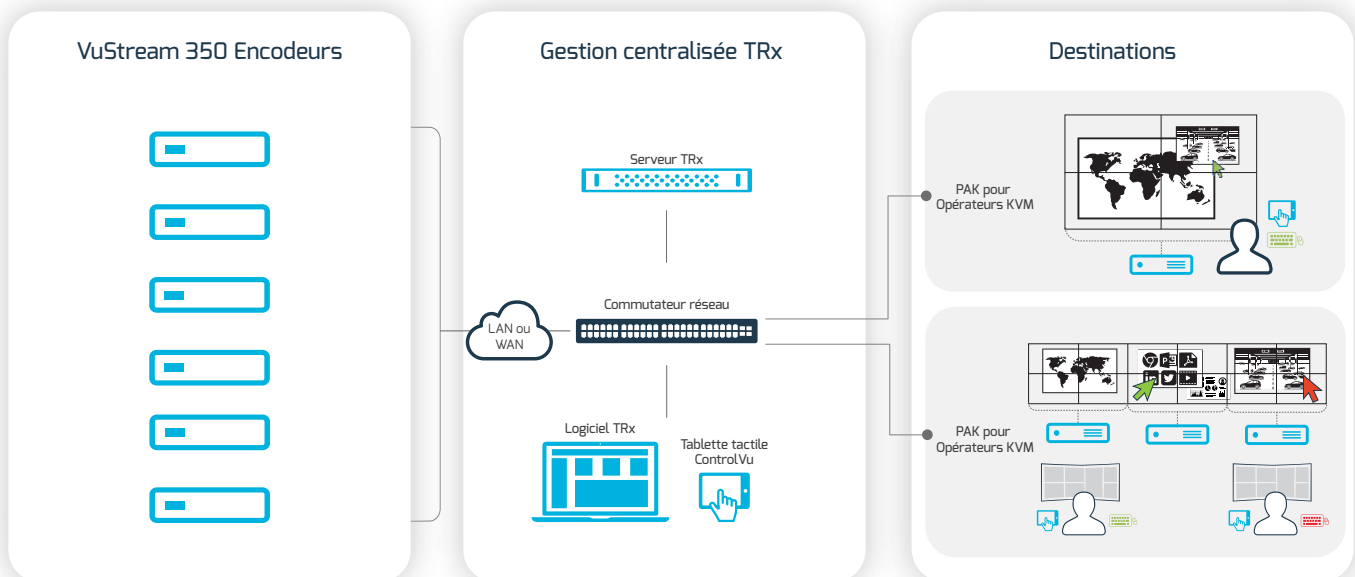 VuStream 350 Encodeurs
Gestion centralisée TRx
Serveur TRx
LAN ou
WAN
Commutateur réseau
Logiciel TRx
Tablette tactile
ControlVu
Destinations
PAK pour
Opérateurs KVM
PAK pour
Opérateurs KVM